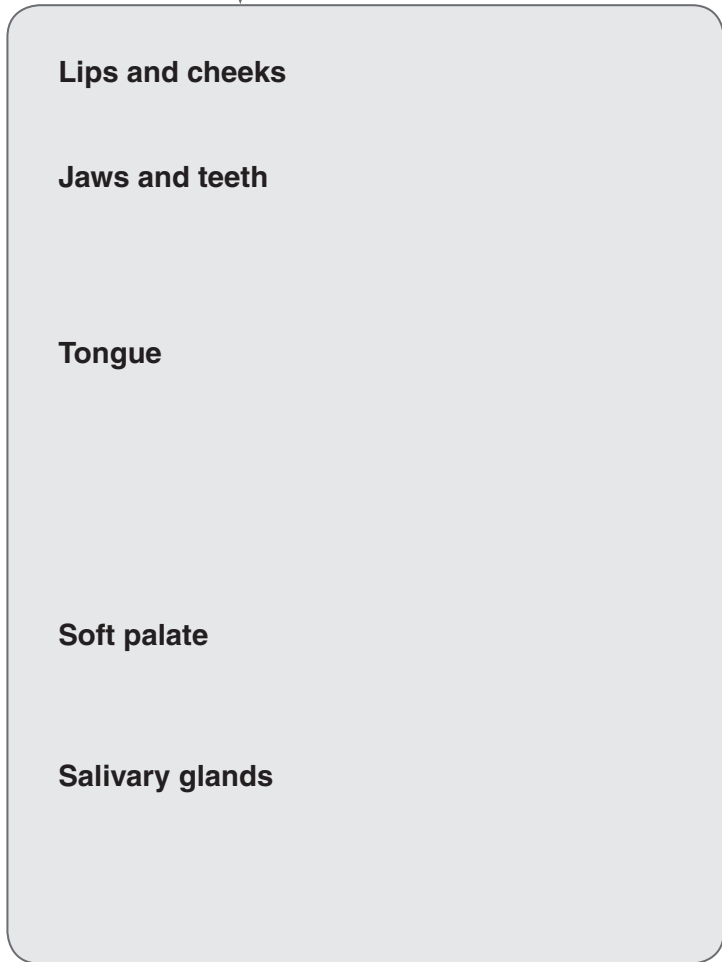 Lips and cheeks
Jaws and teeth
Tongue
Soft palate
Salivary glands